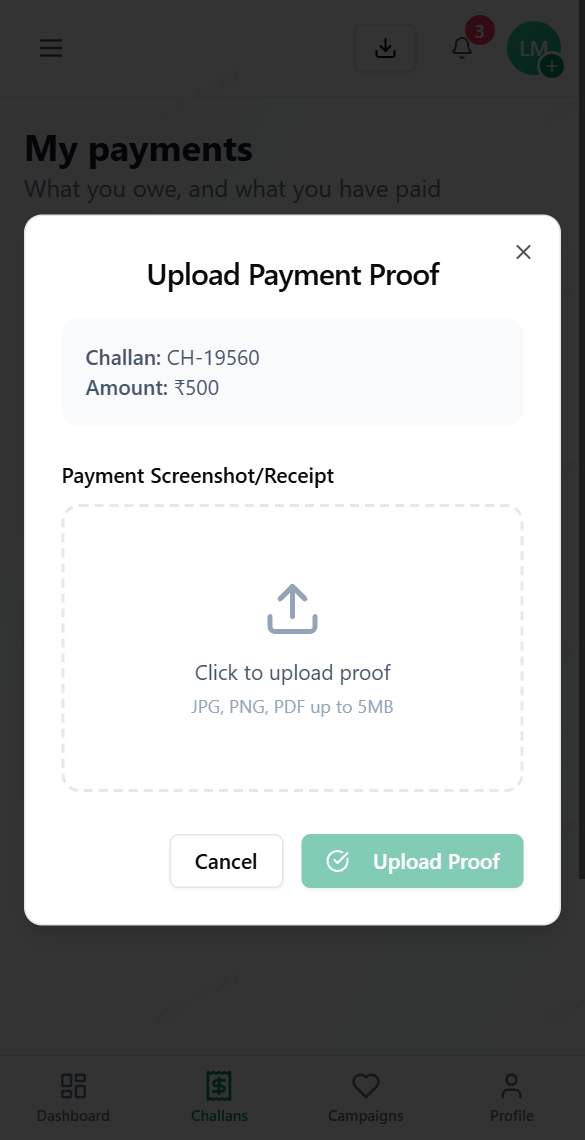 3
LM
My payments
What you owe, and what you have paid
Upload Payment Proof
Challan: CH-19560
Amount: ₹500
Payment Screenshot/Receipt
Click to upload proof
JPG, PNG, PDF up to 5MB
Cancel
Upload Proof
Dashboard
Challans
Campaigns
Profile